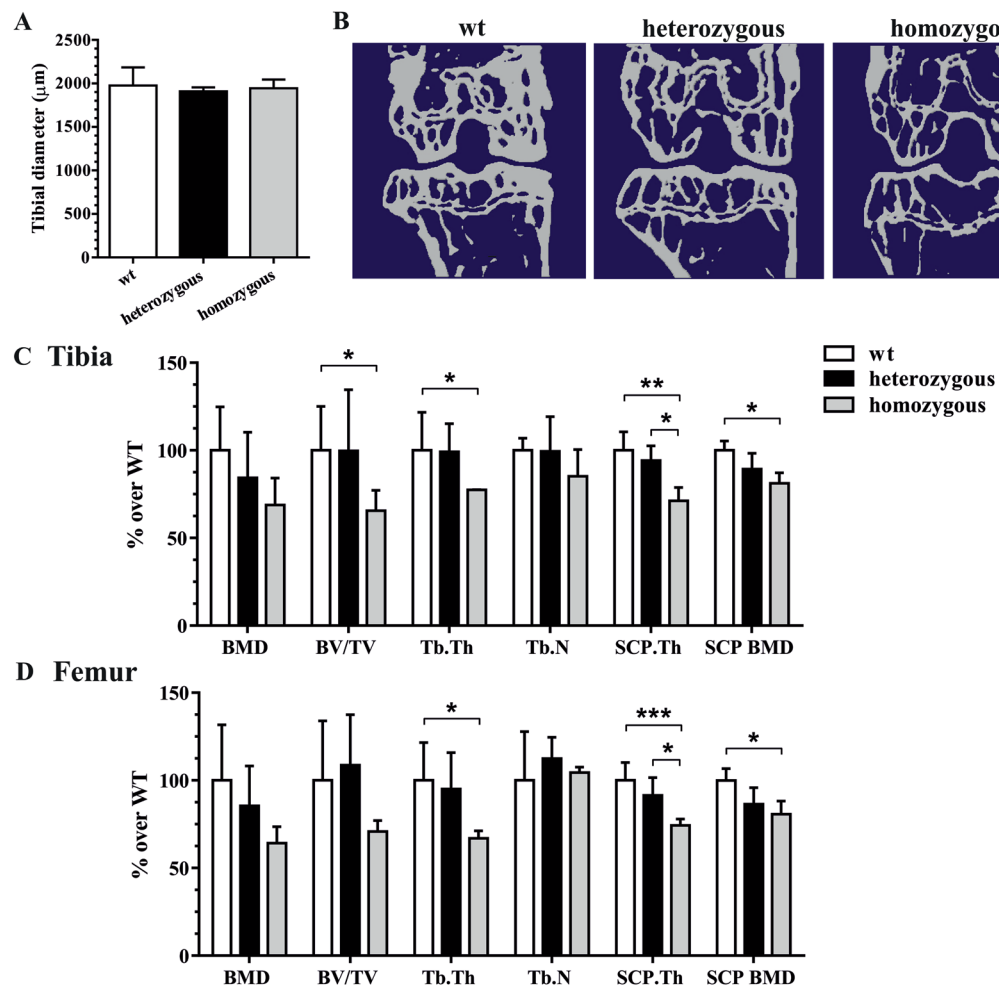 A
Tibial diameter (µm)
2500
2000
1500
1000
500
0
wt
heterozygous
homozygous
B
wt heterozygous homozygo
C Tibia
wt
heterozygous
homozygous
% over WT
150
100
50
0
*
*
**
*
*
BMD BV/TV Tb.Th Tb.N SCP.Th SCP BMD
D Femur
% over WT
150
100
50
0
*
***
*
*
BMD BV/TV Tb.Th Tb.N SCP.Th SCP BMD